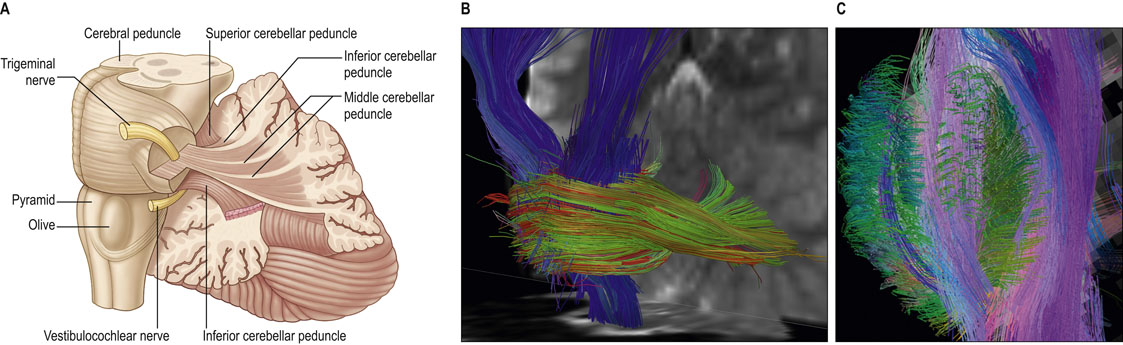 A
B
C
Cerebral peduncle
Superior cerebellar peduncle
Trigeminal
nerve
Inferior cerebellar
peduncle
Middle cerebellar
peduncle
Pyramid
Olive
Vestibulocochlear nerve
Inferior cerebellar peduncle